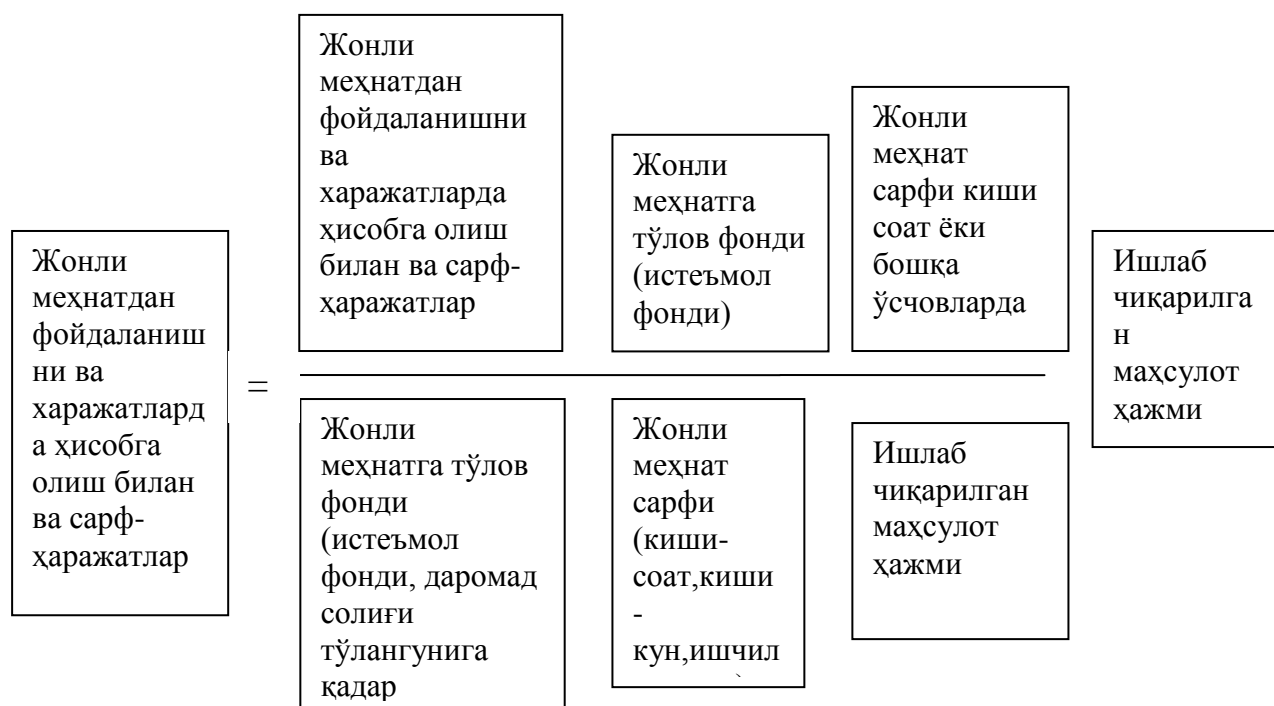 Жонли
меҳнатдан
фойдаланиш
ни ва
харажатлард
а ҳисобга
олиш билан
ва сарф-
ҳаражатлар
=
Жонли
меҳнатдан
фойдаланишни
ва
харажатларда
ҳисобга олиш
билан ва сарф-
ҳаражатлар
Жонли
меҳнатга
тўлов фонди
(истеъмол
фонди)
Жонли
меҳнат
сарфи киши
соат ёки
бошқа
ўсчовларда
Жонли
меҳнатга тўлов
фонди
(истеъмол
фонди, даромад
солиғи
тўлангунига
қадар
Жонли
меҳнат
сарфи
(киши-
соат,киши
-
кун,ишчил
Ишлаб
чиқарилган
маҳсулот
ҳажми
Ишлаб
чиқарилга
н
маҳсулот
ҳажми